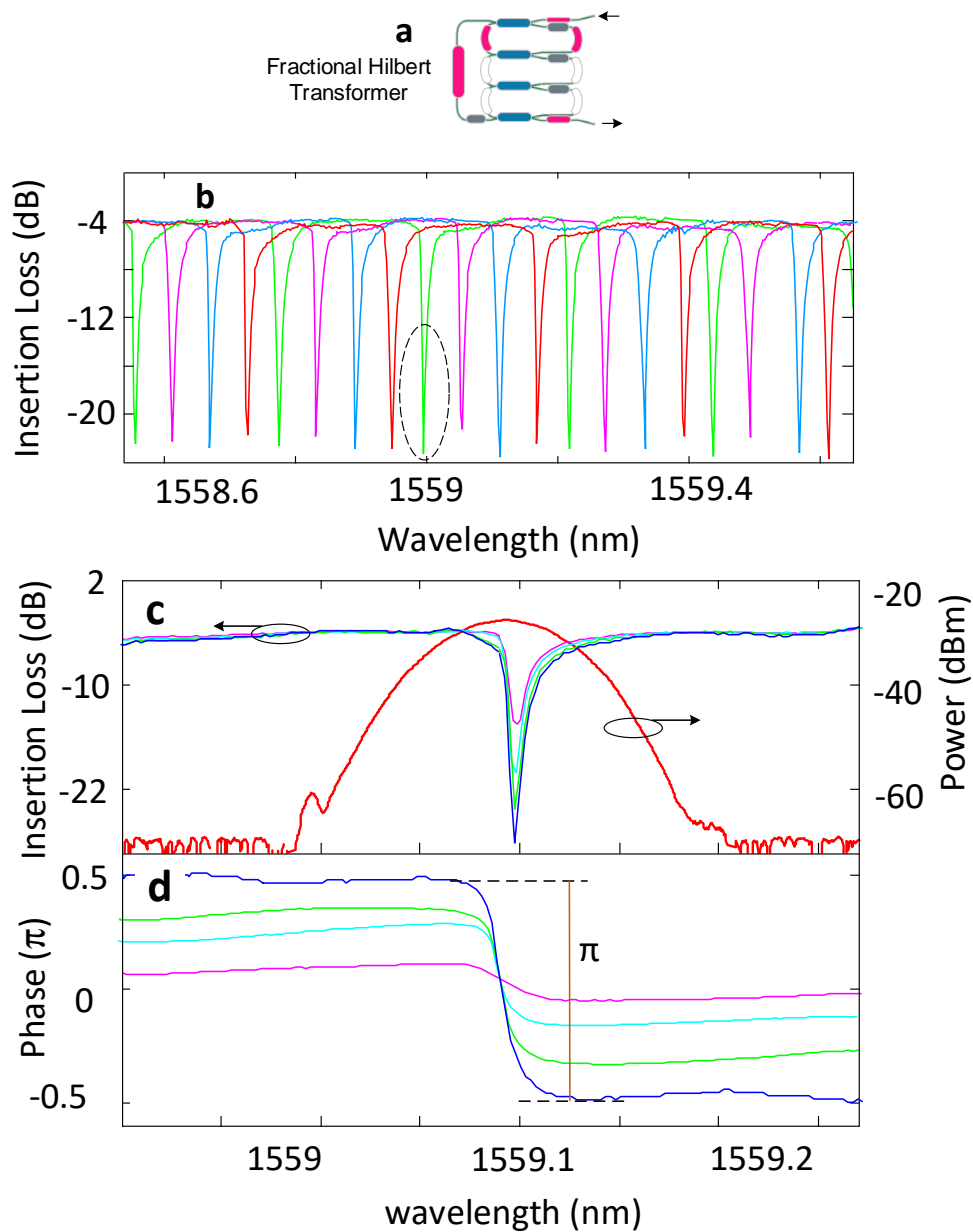 a
Fractional Hilbert
Transformer
b
Insertion Loss (dB)
-4
-12
-20
1558.6
1559
1559.4
Wavelength (nm)
c
Insertion Loss (dB)
2
-10
-22
-20
-40
-60
Power (dBm)
d
Phase (π)
0.5
0
-0.5
π
1559
1559.1
1559.2
wavelength (nm)